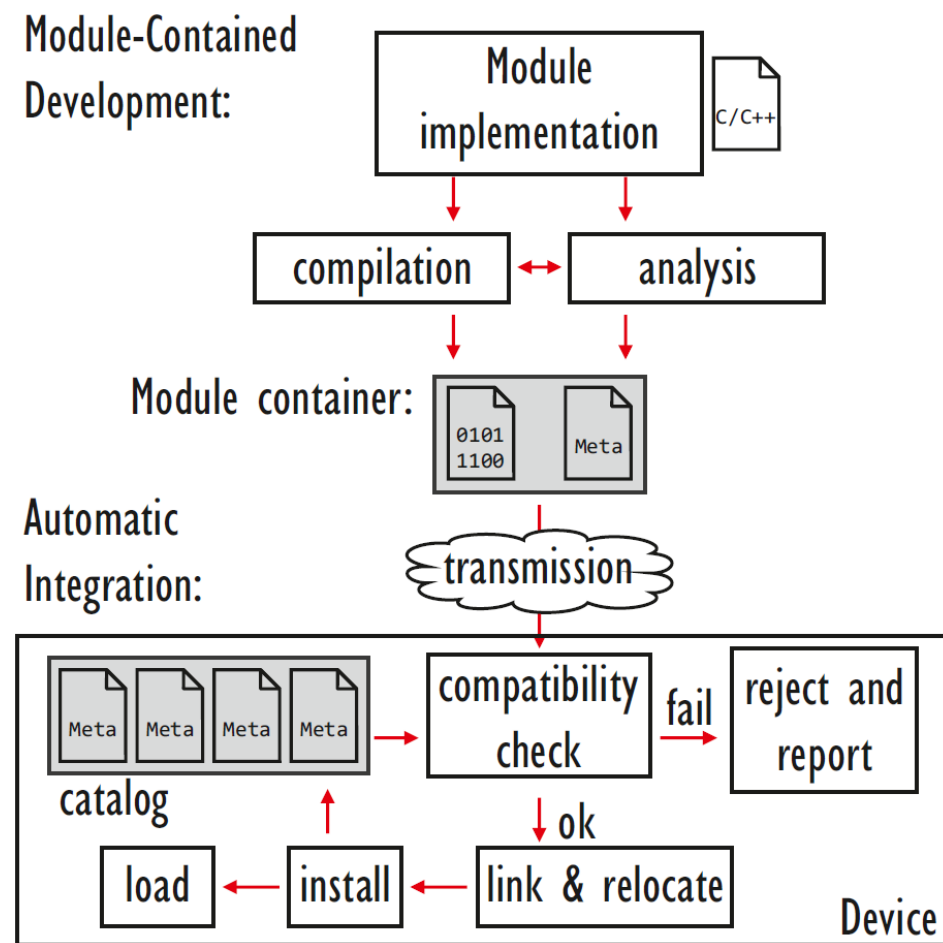 Module-Contained
Development:
Module
implementation
C/C++
compilation
analysis
Module container:
0101
1100
Meta
Automatic
Integration:
transmission
Meta
Meta
Meta
Meta
catalog
compatibility
check
fail
reject and
report
ok
load
install
link & relocate
Device